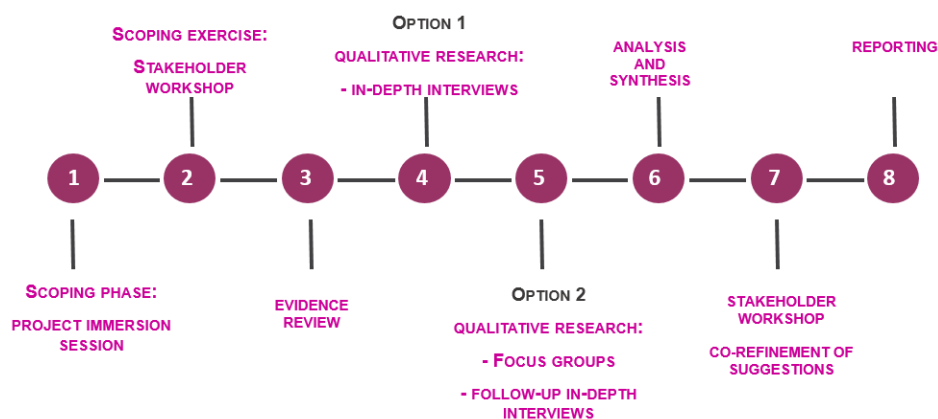 OPTION 1
SCOPING EXERCISE:
STAKEHOLDER
WORKSHOP
QUALITATIVE RESEARCH:
- IN-DEPTH INTERVIEWS
ANALYSIS
AND
SYNTHESIS
REPORTING
1
2
3
4
5
6
7
8
SCOPING PHASE:
PROJECT IMMERSION
SESSION
EVIDENCE
REVIEW
OPTION 2
QUALITATIVE RESEARCH:
- FOCUS GROUPS
- FOLLOW-UP IN-DEPTH
INTERVIEWS
STAKEHOLDER
WORKSHOP
CO-REFINEMENT OF
SUGGESTIONS